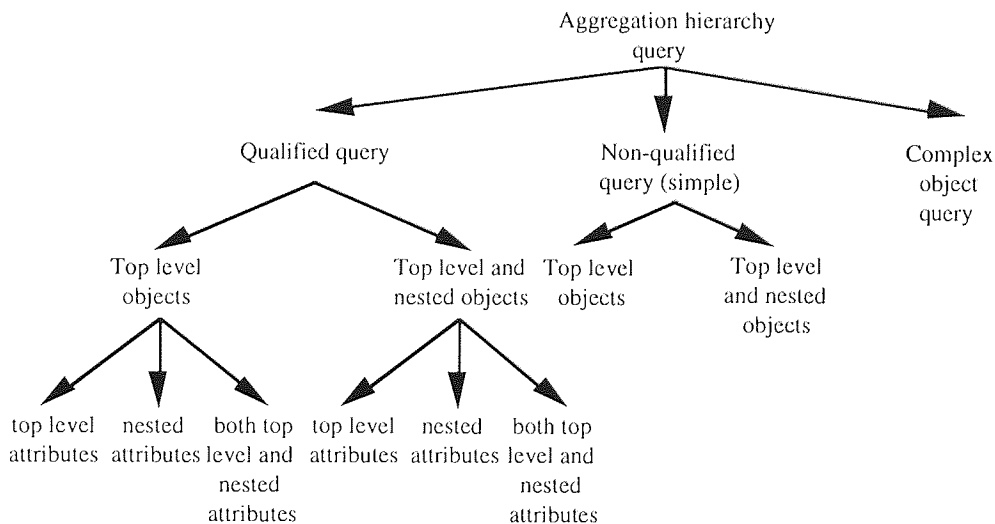 Aggregation hierarchy
query
Qualified query
Non-qualified
query (simple)
Complex
object
query
Top level
objects
Top level and
nested objects
Top level
objects
Top level
and nested
objects
top level
attributes
nested
attributes
both top
level and
nested
attributes
top level
attributes
nested
attributes
both top
level and
nested
attributes